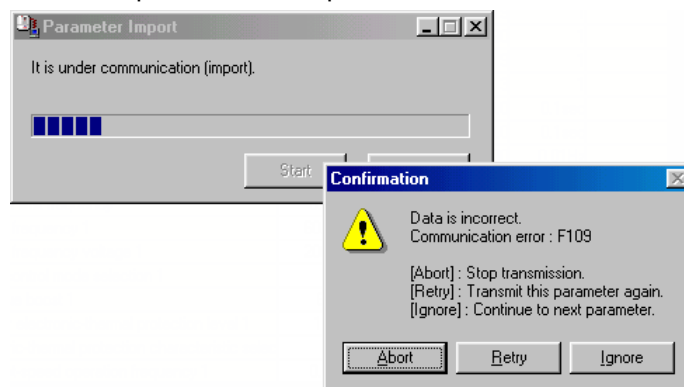 Parameter Import
It is under communication (import).
Start
Confirmation
Data is incorrect.
Communication error : F109
[Abort] : Stop transmission.
[Retry] : Transmit this parameter again.
[Ignore] : Continue to next parameter.
Abort
Retry
Ignore